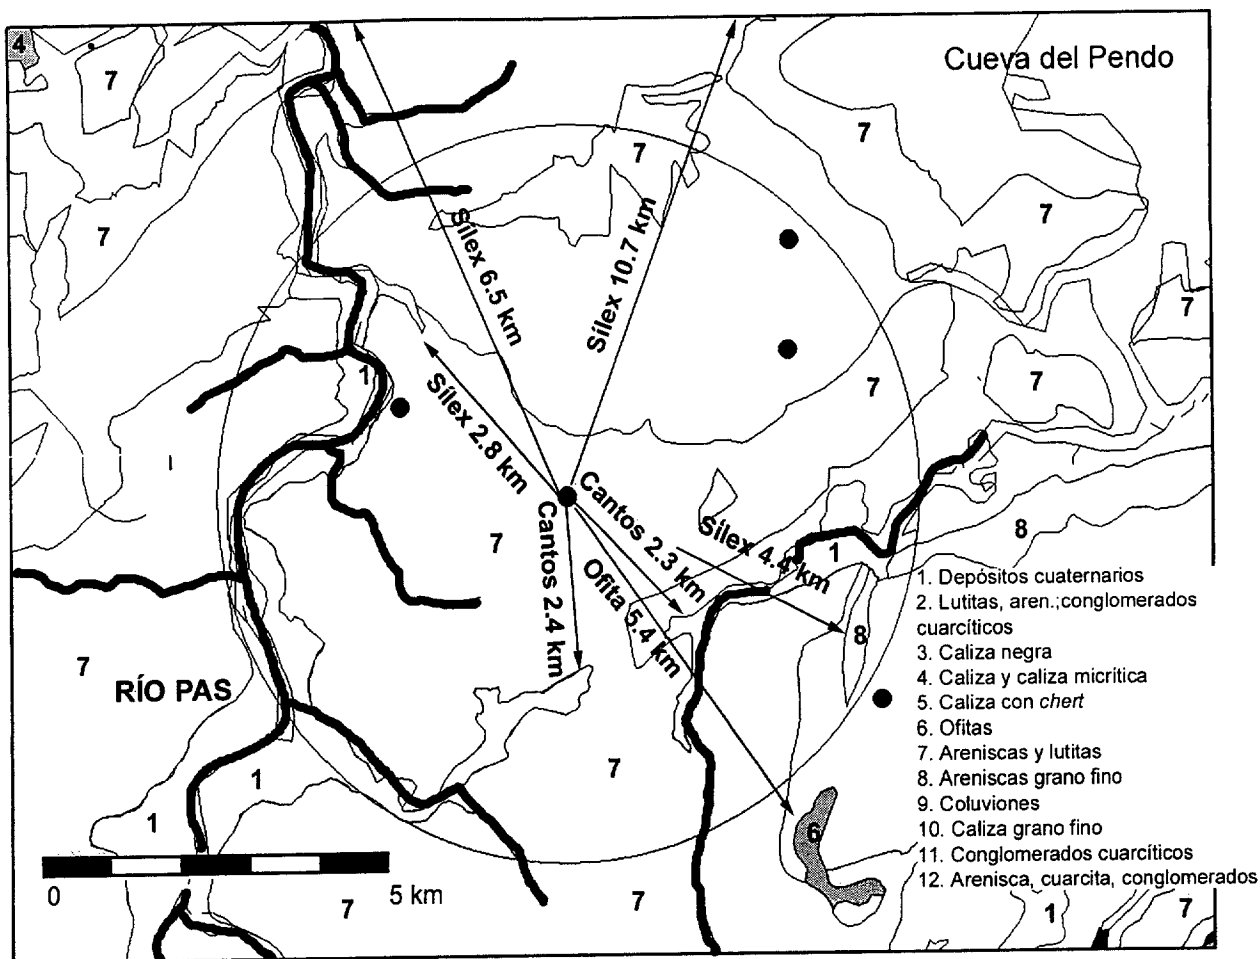 4
Cueva del Pendo
7
7
7
7
7
Sílex 6.5 km
Sílex 10.7 km
7
1
7
7
Sílex 2.8 km
Cantos 2.3 km
Sílex 4.4 km
Cantos 2.4 km
Ofita 5.4 km
7
8
1
8
1. Depósitos cuaternarios
2. Lutitas, aren.;conglomerados
cuarcíticos
3. Caliza negra
4. Caliza y caliza micrítica
5. Caliza con chert
6. Ofitas
7. Areniscas y lutitas
8. Areniscas grano fino
9. Coluviones
10. Caliza grano fino
11. Conglomerados cuarcíticos
12. Arenisca, cuarcita, conglomerados
7
RÍO PAS
7
1
1
6
0
5 km
7
7
1
7